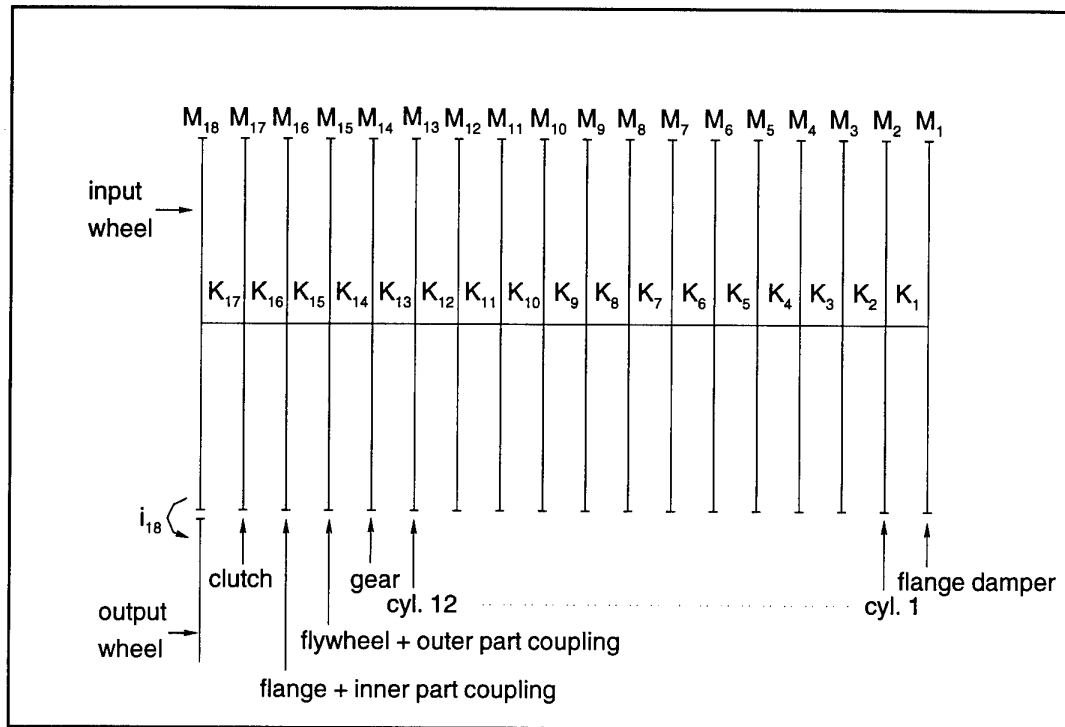 M18 M17 M16 M15 M14 M13 M12 M11 M10 M9 M8 M7 M6 M5 M4 M3 M2 M1
input
wheel
K17 K16 K15 K14 K13 K12 K11 K10 K9 K8 K7 K6 K5 K4 K3 K2 K1
i18
clutch
gear
flange damper
cyl. 12 cyl. 1
output
wheel
flywheel + outer part coupling
flange + inner part coupling